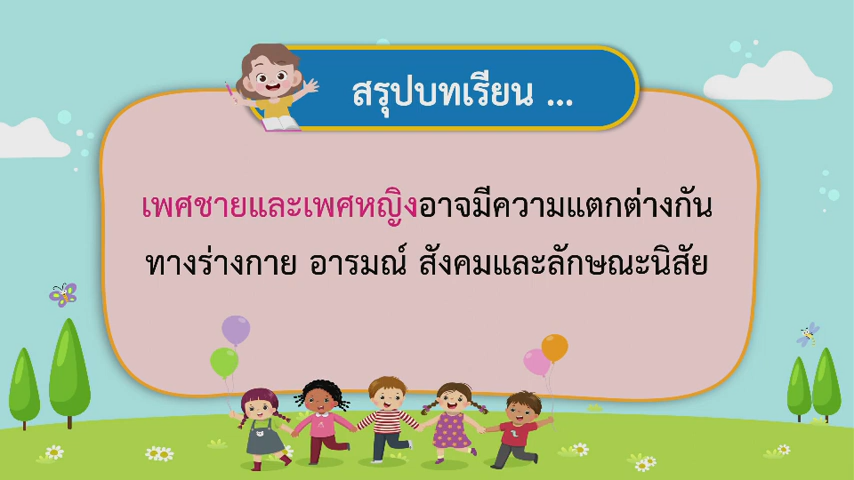 สรุปบทเรียน ...
เพศชายและเพศหญิงอาจมีความแตกต่างกัน
ทางร่างกาย อารมณ์ สังคมและลักษณะนิสัย